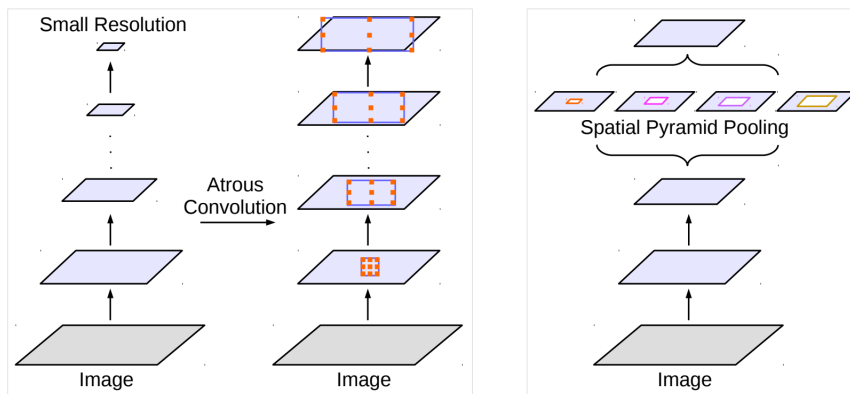 Small Resolution
Atrous
Convolution
Image
Image
Spatial Pyramid Pooling
Image